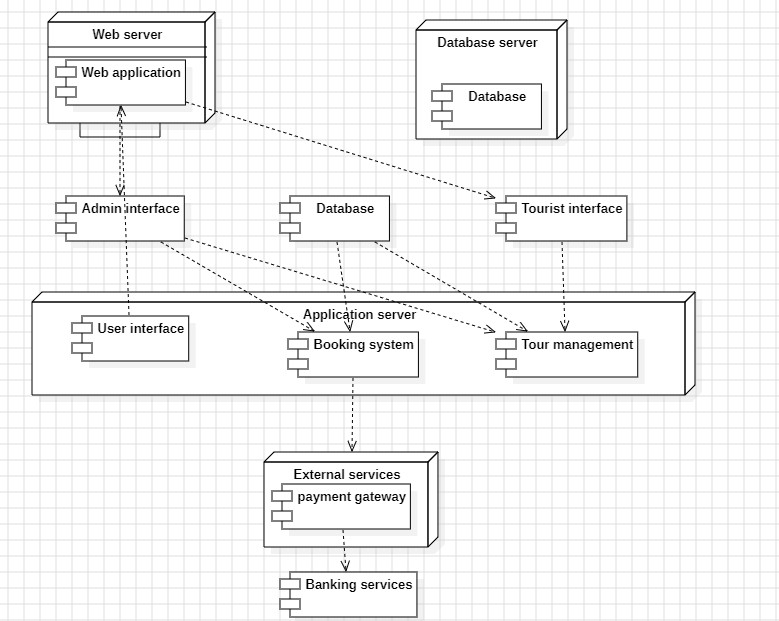 Web server
Web application
Database server
Database
Admin interface
Database
Tourist interface
Application server
User interface
Booking system
Tour management
External services
payment gateway
Banking services